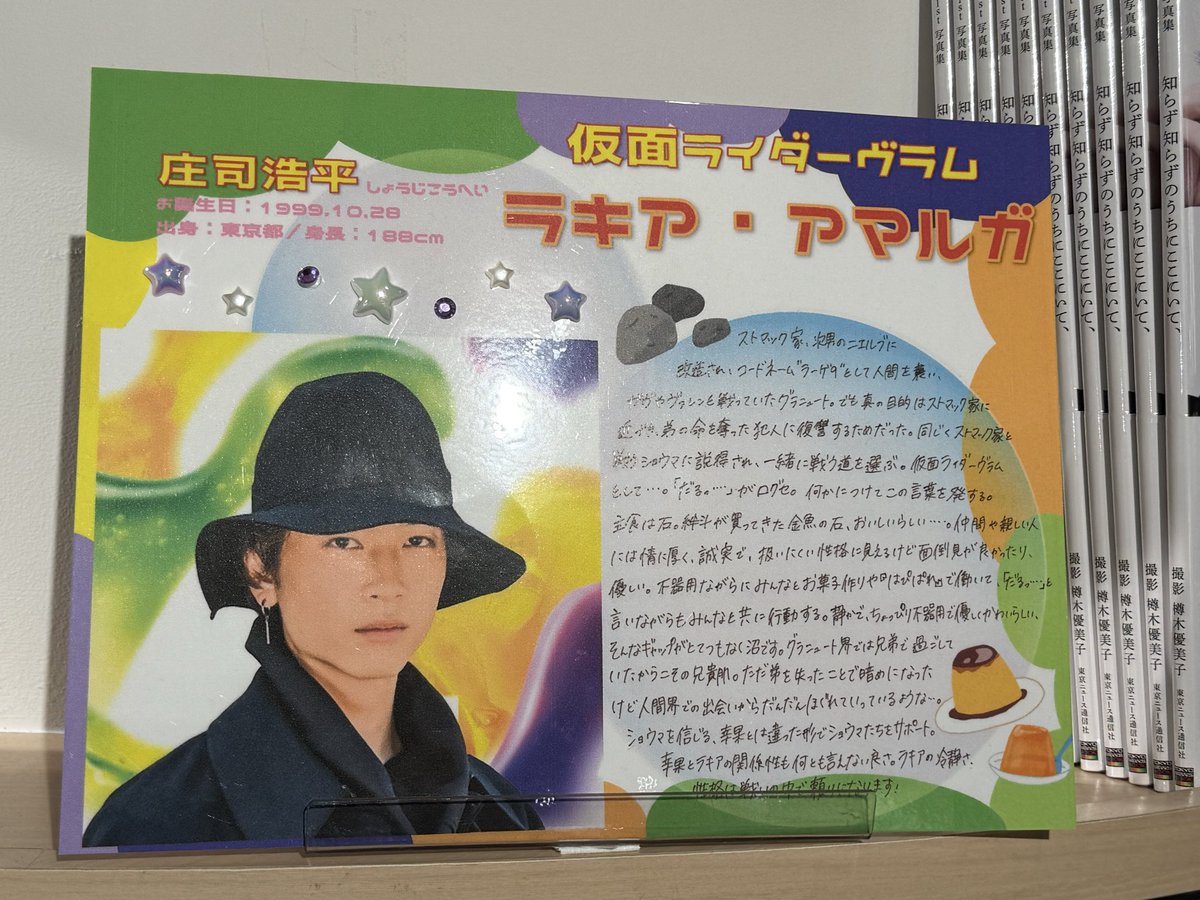 庄司浩平 しょうじこうへい
お誕生日：1999.10.28
出身：東京都／身長：188cm
仮面ライダーヴラム
ラキア・アマルガ
ストマック家、次男のニエルブに
改造され、コードネーム"ラーゲ9"として人間を襲い、
ガヴやヴァレンと戦っていたグラニュート。でも真の目的はストマック家に
近づき、弟の命を奪った犯人に復讐するためだった。同じくストマック家と
戦うショウマに説得され、一緒に戦う道を選ぶ。仮面ライダーヴラム
として…。「だるっ…」が口グセ。何かにつけてこの言葉を発する。
主食は石。絆斗が買ってきた金魚の石、おいしいらしい…。仲間や親しい人
には情に厚く、誠実で、扱いにくい性格に見えるけど面倒見が良かったり、
優しい。不器用ながらにみんなとお菓子作りや『はぴぱれ』で働いて、「だるっ…」と
言いながらもみんなと共に行動する。静かで、ちょっぴり不器用で優しくかわいらしい、
そんなギャップがとてつもなく沼です。グラニュート界では兄弟で過ごして
いたからこその兄貴肌。ただ弟を失ったことで暗めになった
けど人間界での出会いからだんだんほぐれていっているような…。
ショウマを信じる、幸果とは違った形でショウマたちをサポート。
幸果とラキアの関係性も何とも言えない良さ。ラキアの冷静さ、
性格は戦いの中で頼りになります！
1st 写真集 知らず知らずのうちにここにいて、 撮影 樽木優美子 東京ニュース通信社